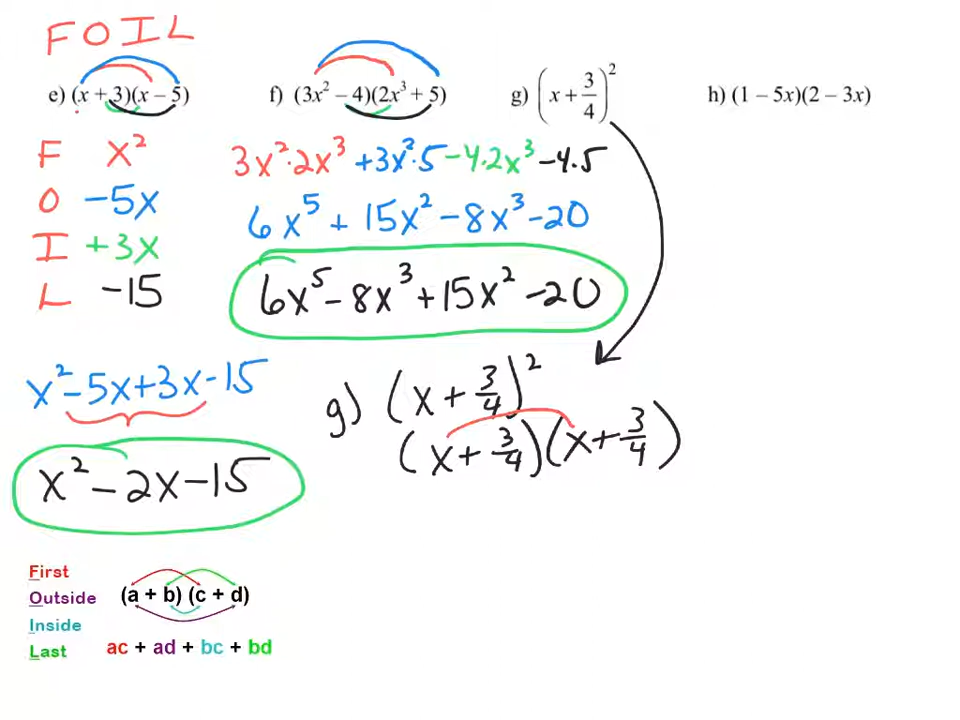 FOIL
e) (x + 3)(x − 5)
f) (3x² − 4)(2x³ + 5)
g) (x + 3/4)²
h) (1 − 5x)(2 − 3x)
F x²
O −5x
I +3x
L −15
x² −5x+3x−15
x² −2x−15
3x²·2x³ +3x²·5 −4·2x³ −4·5
6x⁵ + 15x² −8x³ −20
6x⁵ − 8x³ + 15x² −20
g) (x + 3/4)²
(x + 3/4)(x + 3/4)
First
Outside
Inside
Last
(a + b) (c + d)
ac + ad + bc + bd